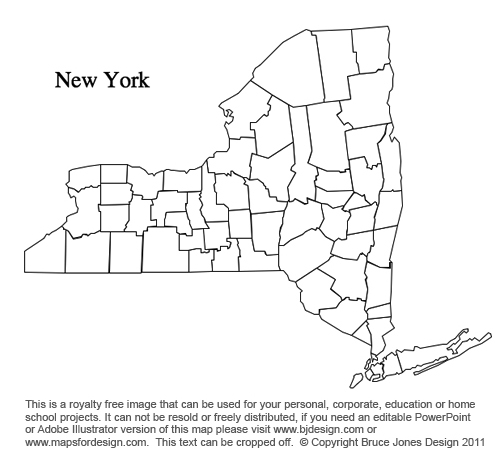 New York
This is a royalty free image that can be used for your personal, corporate, education or home
school projects. It can not be resold or freely distributed, if you need an editable PowerPoint
or Adobe Illustrator version of this map please visit www.bjdesign.com or
www.mapsfordesign.com. This text can be cropped off. © Copyright Bruce Jones Design 2011